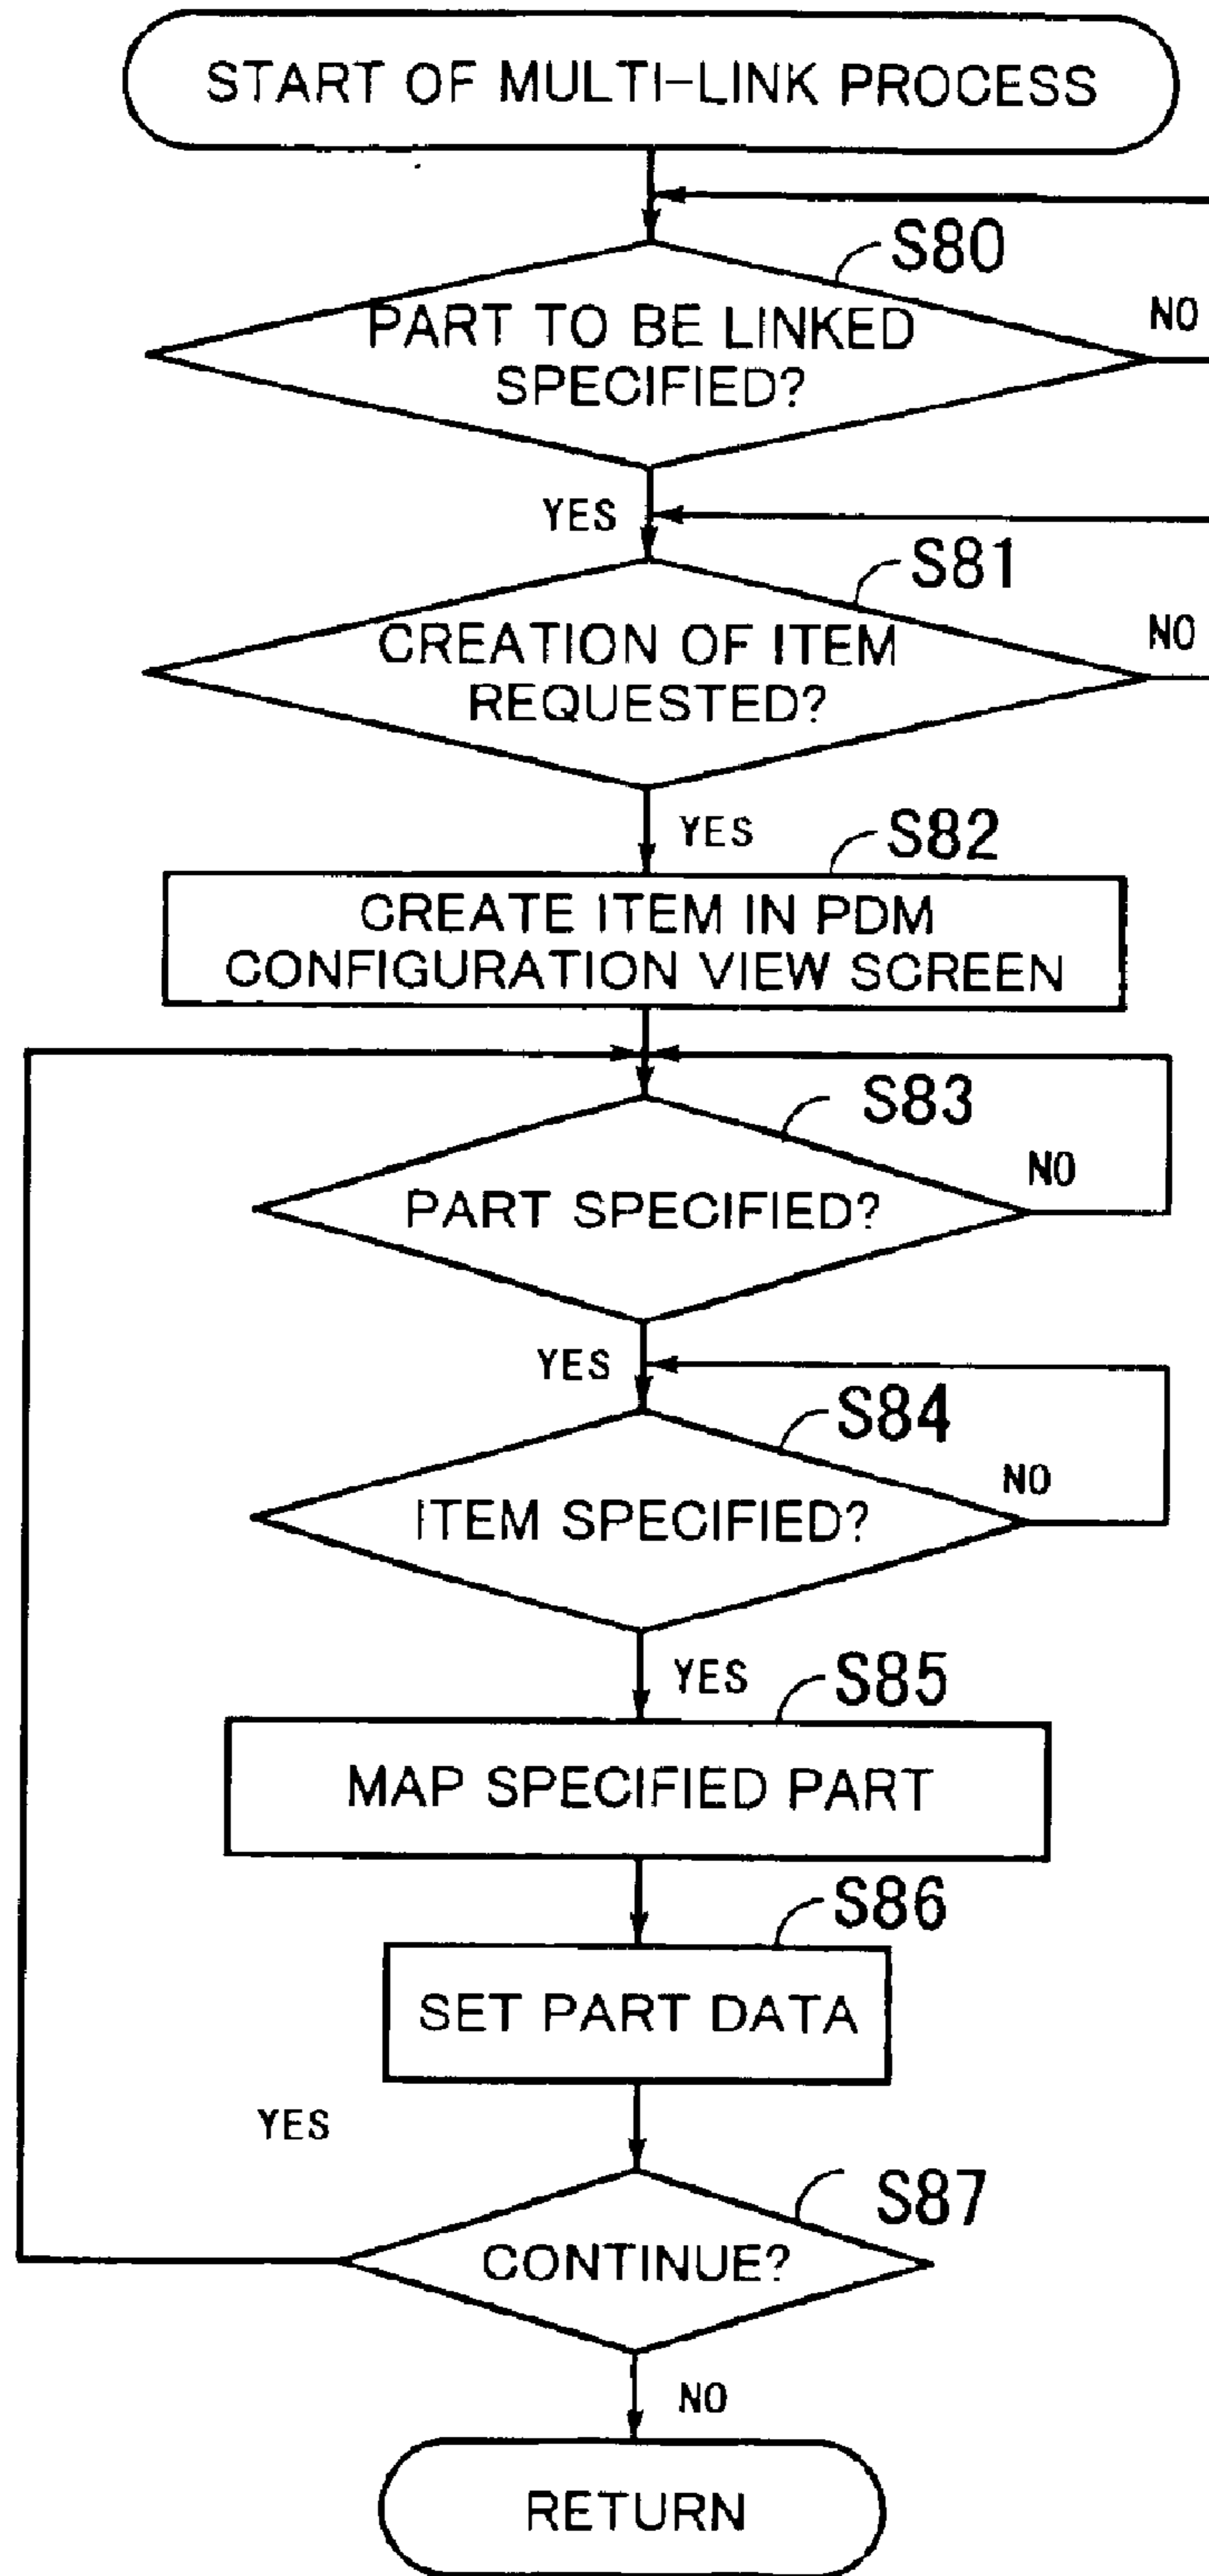 START OF MULTI-LINK PROCESS
S80
PART TO BE LINKED
SPECIFIED?
NO
YES
S81
CREATION OF ITEM
REQUESTED?
NO
YES
S82
CREATE ITEM IN PDM
CONFIGURATION VIEW SCREEN
S83
PART SPECIFIED?
NO
YES
S84
ITEM SPECIFIED?
NO
YES
S85
MAP SPECIFIED PART
S86
SET PART DATA
YES
S87
CONTINUE?
NO
RETURN